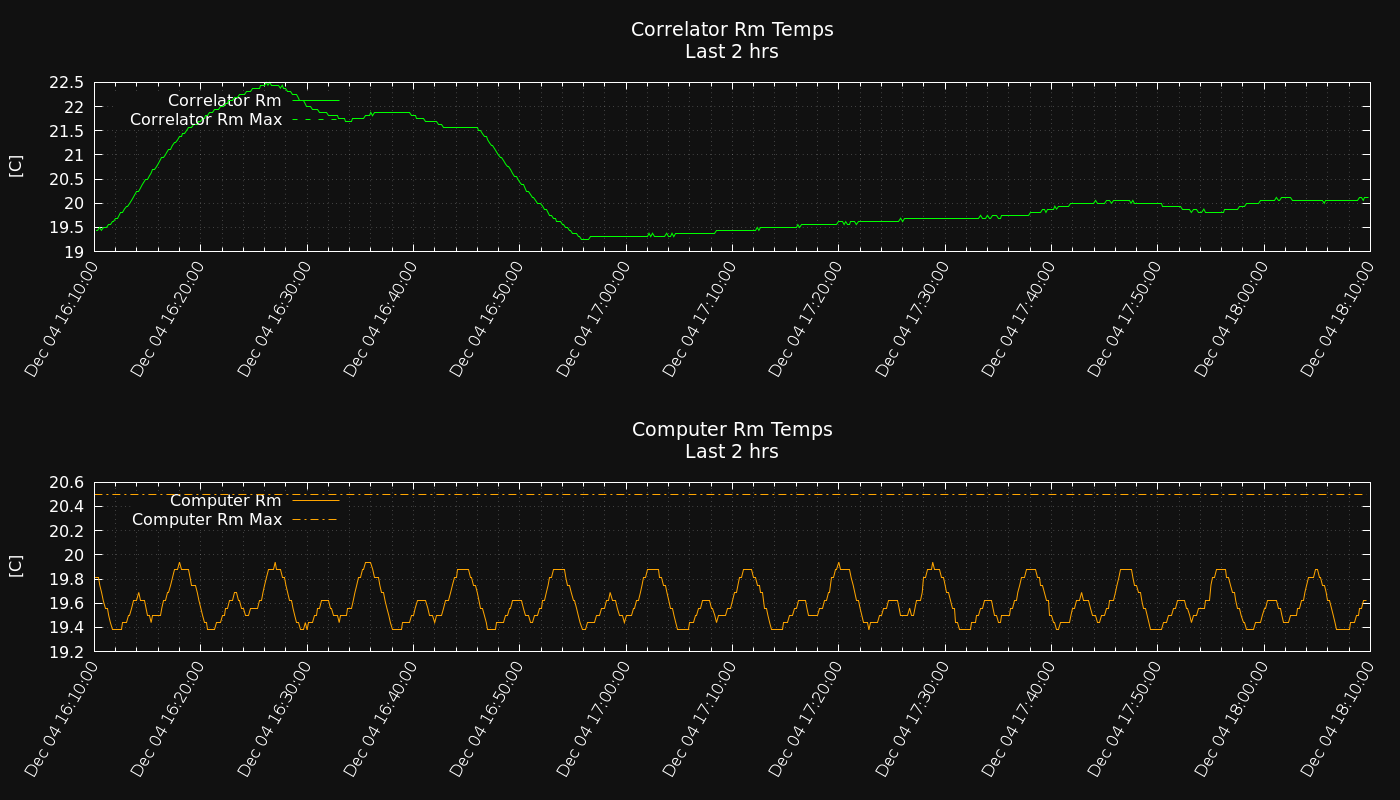 Correlator Rm Temps
Last 2 hrs
22.5
22
21.5
21
20.5
20
19.5
19
[C]
Correlator Rm
Correlator Rm Max
Dec 04 16:10:00
Dec 04 16:20:00
Dec 04 16:30:00
Dec 04 16:40:00
Dec 04 16:50:00
Dec 04 17:00:00
Dec 04 17:10:00
Dec 04 17:20:00
Dec 04 17:30:00
Dec 04 17:40:00
Dec 04 17:50:00
Dec 04 18:00:00
Dec 04 18:10:00
Computer Rm Temps
Last 2 hrs
20.6
20.4
20.2
20
19.8
19.6
19.4
19.2
[C]
Computer Rm
Computer Rm Max
Dec 04 16:10:00
Dec 04 16:20:00
Dec 04 16:30:00
Dec 04 16:40:00
Dec 04 16:50:00
Dec 04 17:00:00
Dec 04 17:10:00
Dec 04 17:20:00
Dec 04 17:30:00
Dec 04 17:40:00
Dec 04 17:50:00
Dec 04 18:00:00
Dec 04 18:10:00